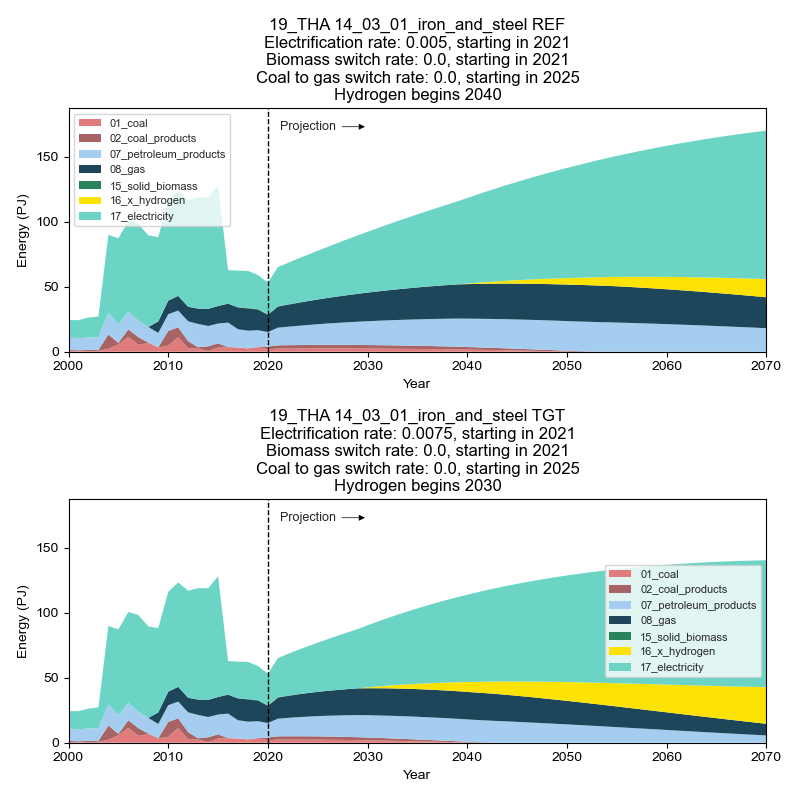 19_THA 14_03_01_iron_and_steel REF
Electrification rate: 0.005, starting in 2021
Biomass switch rate: 0.0, starting in 2021
Coal to gas switch rate: 0.0, starting in 2025
Hydrogen begins 2040
01_coal
02_coal_products
07_petroleum_products
08_gas
15_solid_biomass
16_x_hydrogen
17_electricity
Projection
150
100
50
0
Energy (PJ)
2000 2010 2020 2030 2040 2050 2060 2070
Year
19_THA 14_03_01_iron_and_steel TGT
Electrification rate: 0.0075, starting in 2021
Biomass switch rate: 0.0, starting in 2021
Coal to gas switch rate: 0.0, starting in 2025
Hydrogen begins 2030
Projection
01_coal
02_coal_products
07_petroleum_products
08_gas
15_solid_biomass
16_x_hydrogen
17_electricity
150
100
50
0
Energy (PJ)
2000 2010 2020 2030 2040 2050 2060 2070
Year